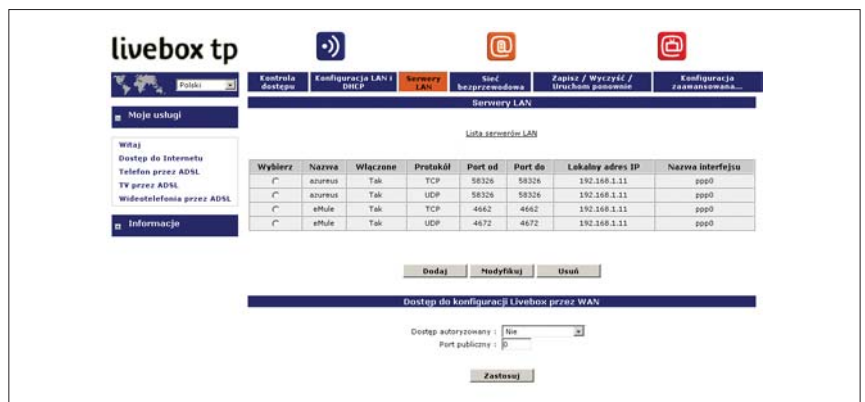 livebox tp
Polski
Kontrola dostępu
Konfiguracja LAN i DHCP
Serwery LAN
Sieć bezprzewodowa
Zapisz / Wyczyść / Uruchom ponownie
Konfiguracja zaawansowana...
Moje usługi
Witaj
Dostęp do Internetu
Telefon przez ADSL
TV przez ADSL
Wideotelefonia przez ADSL
Informacje
Serwery LAN
Lista serwerów LAN
Wybierz Nazwa Włączone Protokół Port od Port do Lokalny adres IP Nazwa interfejsu
azureus Tak TCP 58326 58326 192.168.1.11 ppp0
azureus Tak UDP 58326 58326 192.168.1.11 ppp0
eMule Tak TCP 4662 4662 192.168.1.11 ppp0
eMule Tak UDP 4672 4672 192.168.1.11 ppp0
Dodaj Modyfikuj Usuń
Dostęp do konfiguracji Livebox przez WAN
Dostęp autoryzowany : Nie
Port publiczny : 0
Zastosuj